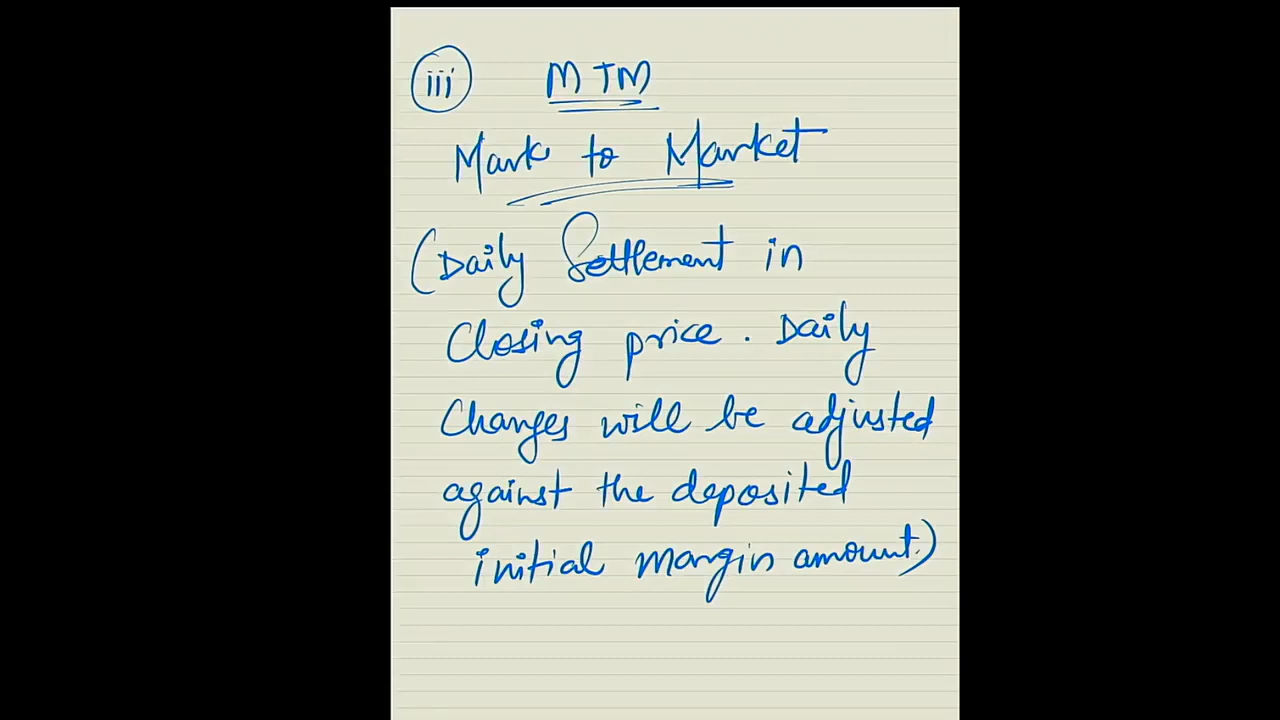 iii MTM
Mark to Market
(Daily Settlement in
Closing price. Daily
Changes will be adjusted
against the deposited
initial margin amount.)